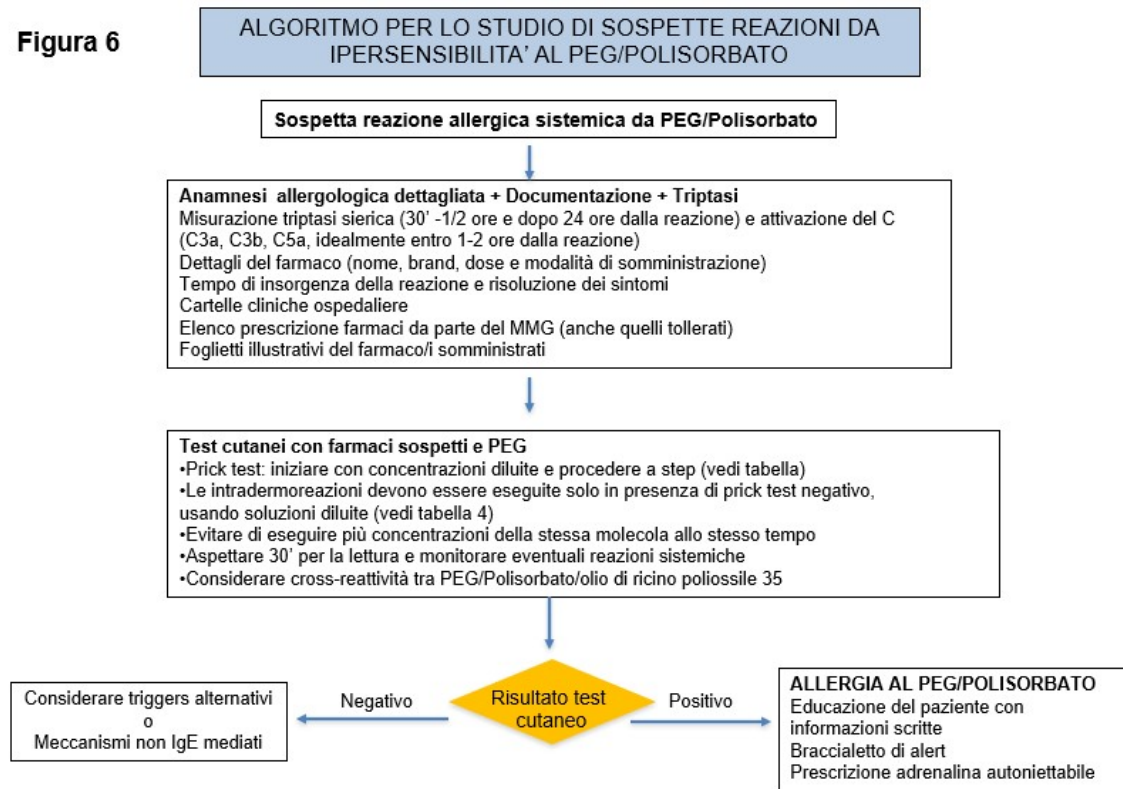 Figura 6
ALGORITMO PER LO STUDIO DI SOSPETTE REAZIONI DA
IPERSENSIBILITA' AL PEG/POLISORBATO
Sospetta reazione allergica sistemica da PEG/Polisorbato
Anamnesi allergologica dettagliata + Documentazione + Triptasi
Misurazione triptasi sierica (30' -1/2 ore e dopo 24 ore dalla reazione) e attivazione del C
(C3a, C3b, C5a, idealmente entro 1-2 ore dalla reazione)
Dettagli del farmaco (nome, brand, dose e modalità di somministrazione)
Tempo di insorgenza della reazione e risoluzione dei sintomi
Cartelle cliniche ospedaliere
Elenco prescrizione farmaci da parte del MMG (anche quelli tollerati)
Foglietti illustrativi del farmaco/i somministrati
Test cutanei con farmaci sospetti e PEG
•Prick test: iniziare con concentrazioni diluite e procedere a step (vedi tabella)
•Le intradermoreazioni devono essere eseguite solo in presenza di prick test negativo,
usando soluzioni diluite (vedi tabella 4)
•Evitare di eseguire più concentrazioni della stessa molecola allo stesso tempo
•Aspettare 30' per la lettura e monitorare eventuali reazioni sistemiche
•Considerare cross-reattività tra PEG/Polisorbato/olio di ricino poliossile 35
Considerare triggers alternativi
o
Meccanismi non IgE mediati
Negativo
Risultato test
cutaneo
Positivo
ALLERGIA AL PEG/POLISORBATO
Educazione del paziente con
informazioni scritte
Braccialetto di alert
Prescrizione adrenalina autoniettabile